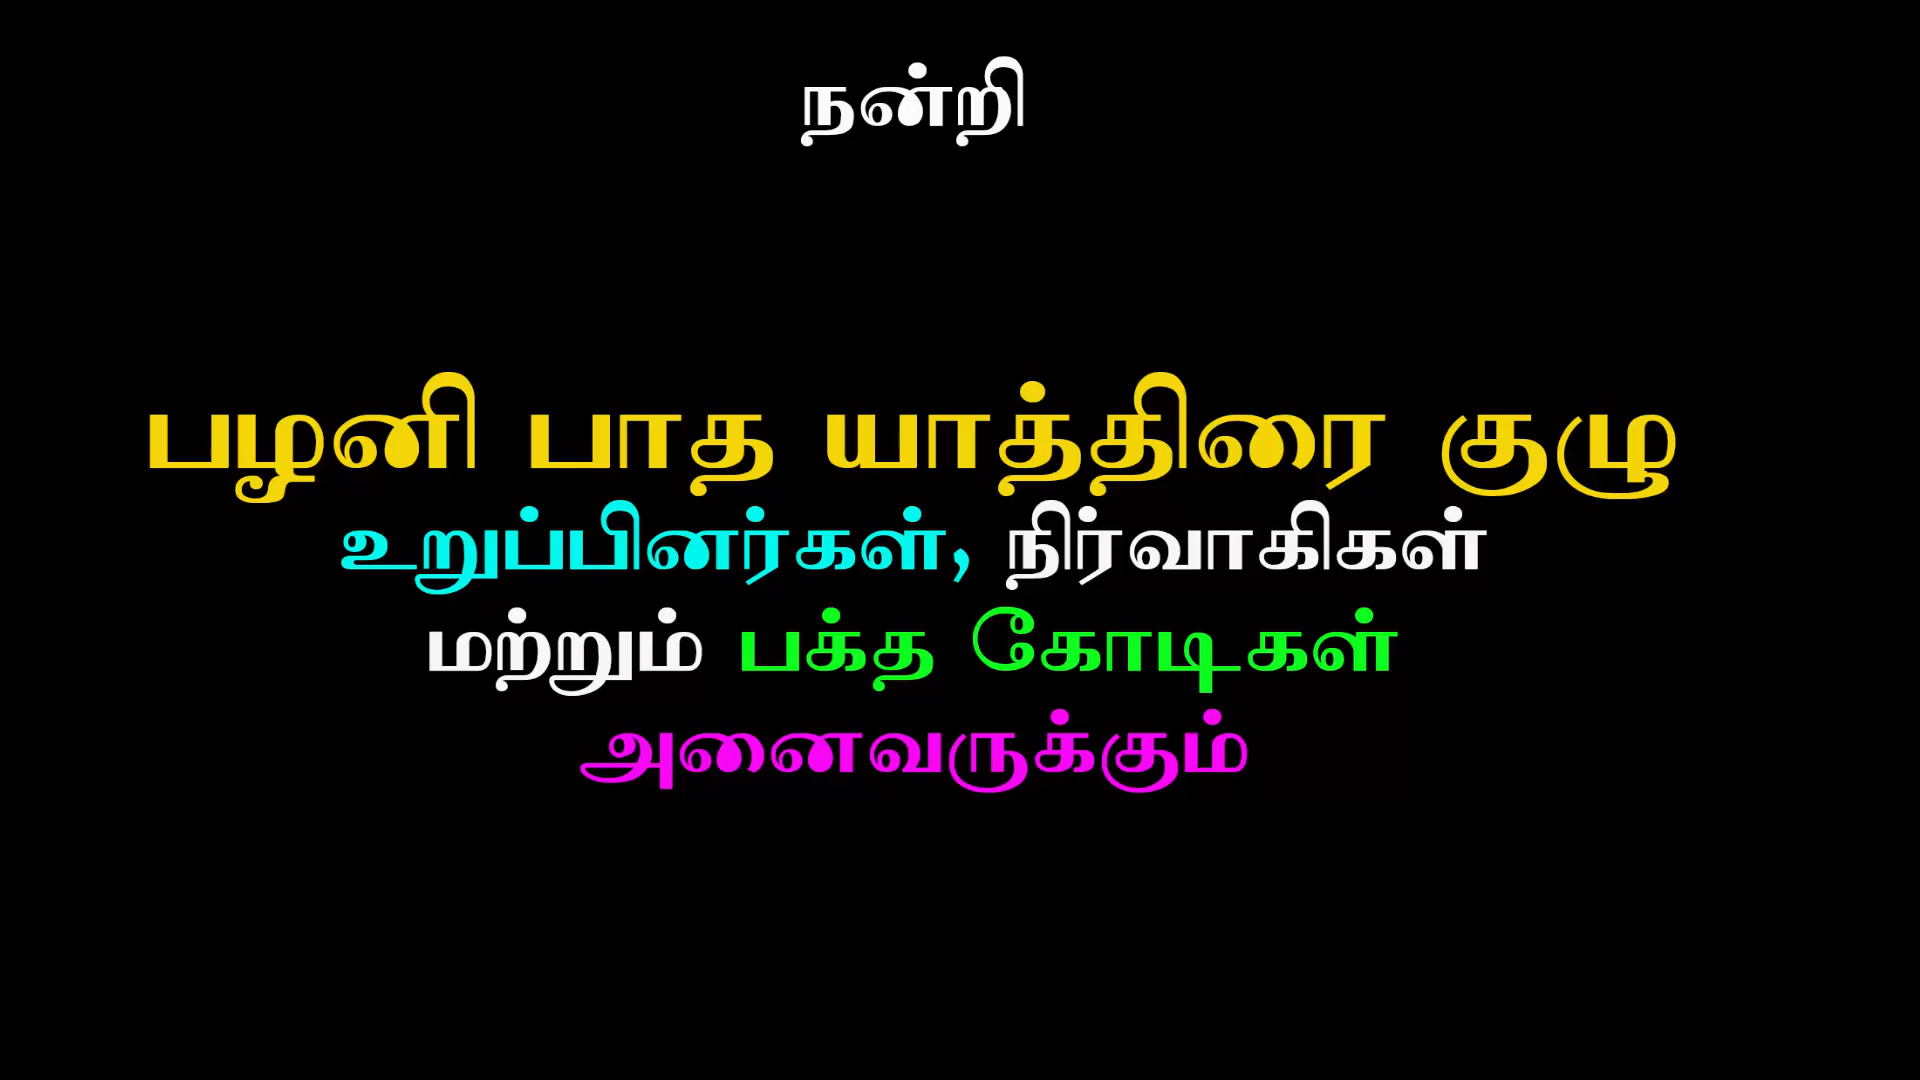 நன்றி
பழனி பாத யாத்திரை குழு
உறுப்பினர்கள், நிர்வாகிகள்
மற்றும் பக்த கோடிகள்
அனைவருக்கும்